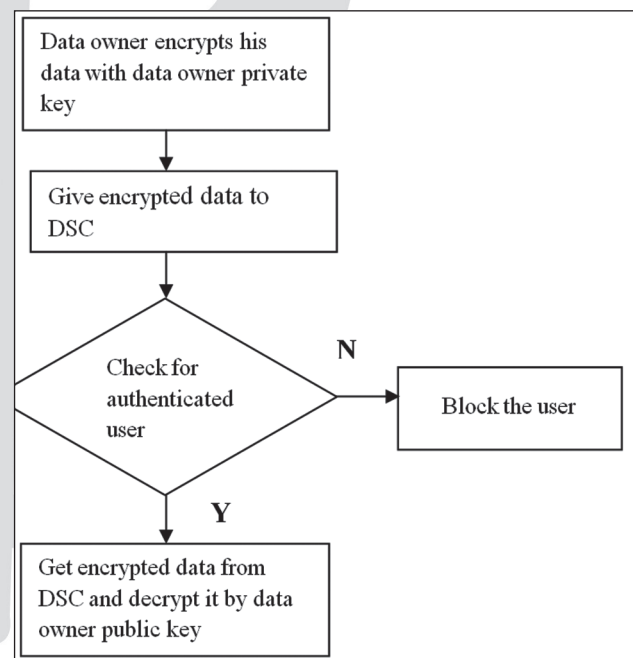 Data owner encrypts his
data with data owner private
key
Give encrypted data to
DSC
Check for
authenticated
user
N
Block the user
Y
Get encrypted data from
DSC and decrypt it by data
owner public key